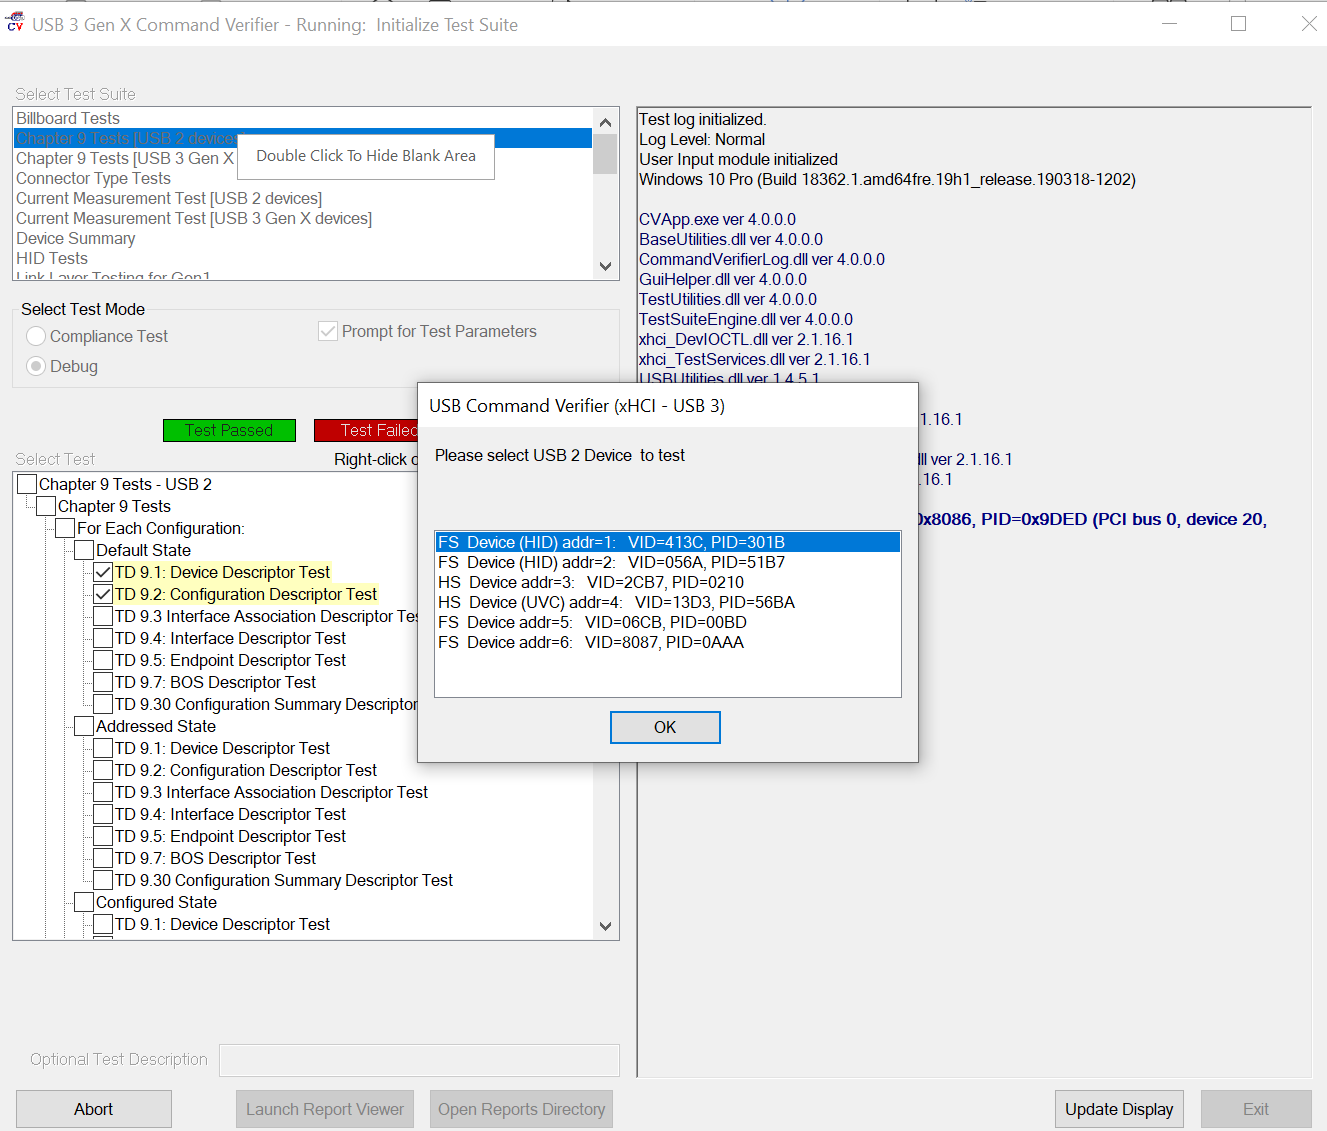 CV USB 3 Gen X Command Verifier - Running: Initialize Test Suite
Select Test Suite
Billboard Tests
Chapter 9 Tests [USB 2 devices
Chapter 9 Tests [USB 3 Gen X
Double Click To Hide Blank Area
Connector Type Tests
Current Measurement Test [USB 2 devices]
Current Measurement Test [USB 3 Gen X devices]
Device Summary
HID Tests
Link Layer Testing for Gen1
Select Test Mode
Compliance Test
Prompt for Test Parameters
Debug
Test Passed
Test Failed
Select Test
Right-click
Chapter 9 Tests - USB 2
Chapter 9 Tests
For Each Configuration:
Default State
TD 9.1: Device Descriptor Test
TD 9.2: Configuration Descriptor Test
TD 9.3 Interface Association Descriptor Tes
TD 9.4: Interface Descriptor Test
TD 9.5: Endpoint Descriptor Test
TD 9.7: BOS Descriptor Test
TD 9.30 Configuration Summary Descriptor
Addressed State
TD 9.1: Device Descriptor Test
TD 9.2: Configuration Descriptor Test
TD 9.3 Interface Association Descriptor Test
TD 9.4: Interface Descriptor Test
TD 9.5: Endpoint Descriptor Test
TD 9.7: BOS Descriptor Test
TD 9.30 Configuration Summary Descriptor Test
Configured State
TD 9.1: Device Descriptor Test
Test log initialized.
Log Level: Normal
User Input module initialized
Windows 10 Pro (Build 18362.1.amd64fre.19h1_release.190318-1202)
CVApp.exe ver 4.0.0.0
BaseUtilities.dll ver 4.0.0.0
CommandVerifierLog.dll ver 4.0.0.0
GuiHelper.dll ver 4.0.0.0
TestUtilities.dll ver 4.0.0.0
TestSuiteEngine.dll ver 4.0.0.0
xhci_DevIOCTL.dll ver 2.1.16.1
xhci_TestServices.dll ver 2.1.16.1
USBUtilities.dll ver 1.4.5.1
1.16.1
ll ver 2.1.16.1
.16.1
0x8086, PID=0x9DED (PCI bus 0, device 20,
USB Command Verifier (xHCI - USB 3)
Please select USB 2 Device to test
FS Device (HID) addr=1: VID=413C, PID=301B
FS Device (HID) addr=2: VID=056A, PID=51B7
HS Device addr=3: VID=2CB7, PID=0210
HS Device (UVC) addr=4: VID=13D3, PID=56BA
FS Device addr=5: VID=06CB, PID=00BD
FS Device addr=6: VID=8087, PID=0AAA
OK
Optional Test Description
Abort
Launch Report Viewer
Open Reports Directory
Update Display
Exit